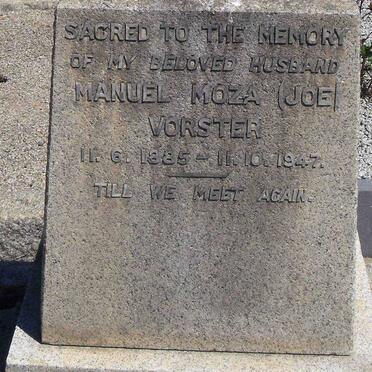 SACRED TO THE MEMORY
OF MY BELOVED HUSBAND
MANUEL MOZA (JOE)
VORSTER
11.6.1885 – 11.10.1947.
TILL WE MEET AGAIN.